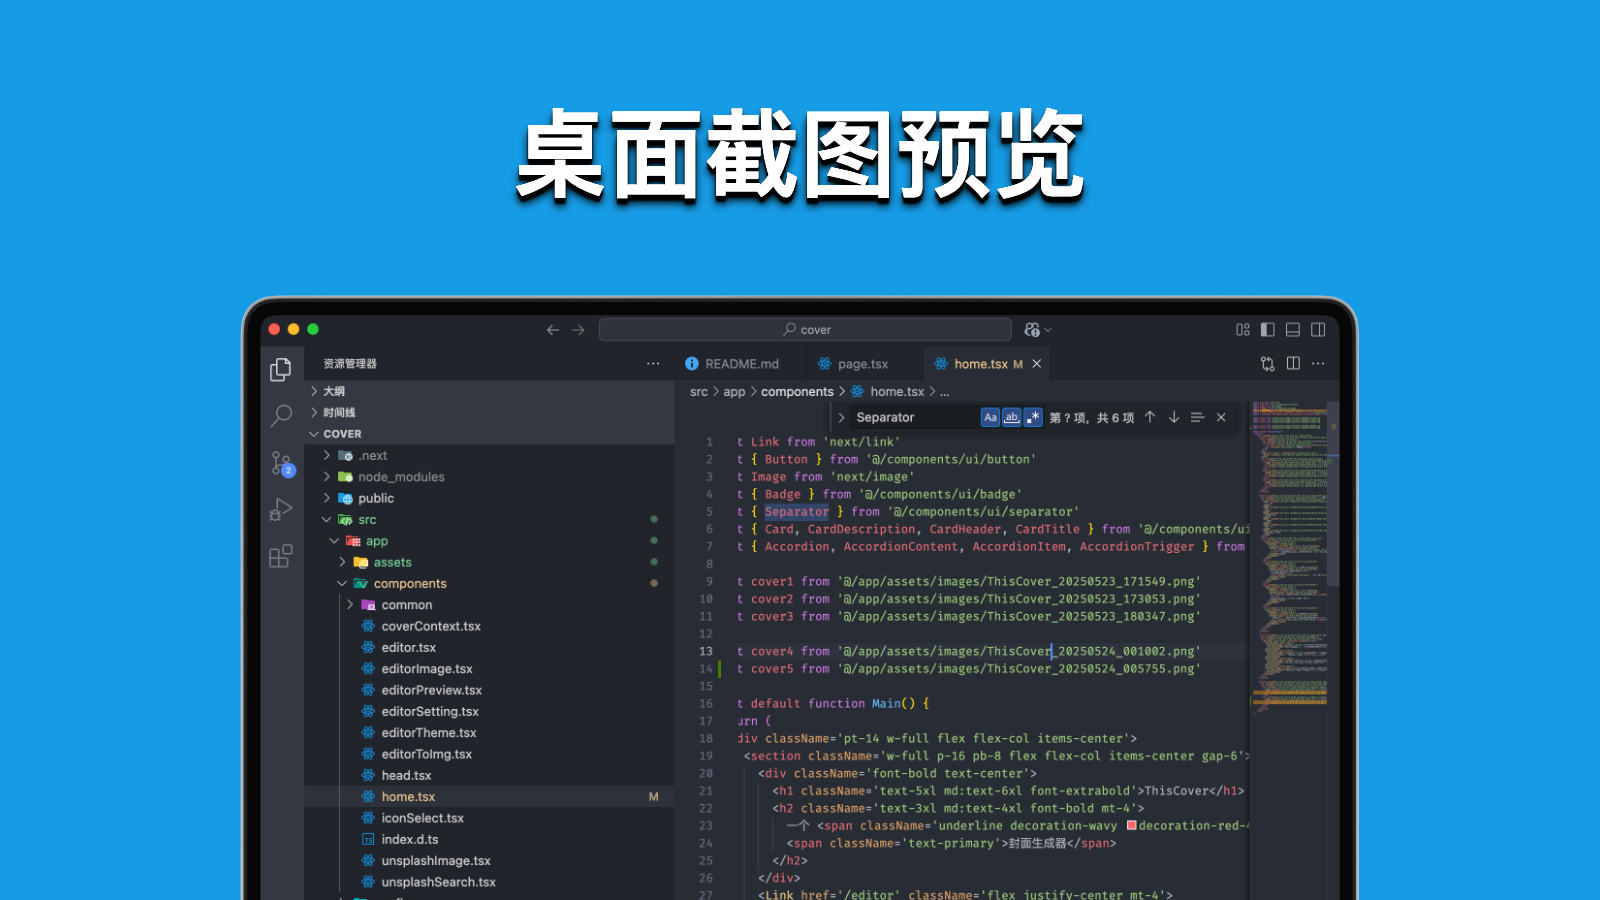 桌面截图预览
cover
资源管理器
README.md
page.tsx
home.tsx M
src > app > components > home.tsx > ...
大纲
时间线
COVER
.next
node_modules
public
src
app
assets
components
common
coverContext.tsx
editor.tsx
editorImage.tsx
editorPreview.tsx
editorSetting.tsx
editorTheme.tsx
editorToImg.tsx
head.tsx
home.tsx M
iconSelect.tsx
index.d.ts
unsplashImage.tsx
unsplashSearch.tsx
2
Separator Aa ab .* 第 ? 项, 共 6 项
1 t Link from 'next/link'
2 t { Button } from '@/components/ui/button'
3 t Image from 'next/image'
4 t { Badge } from '@/components/ui/badge'
5 t { Separator } from '@/components/ui/separator'
6 t { Card, CardDescription, CardHeader, CardTitle } from '@/components/ui
7 t { Accordion, AccordionContent, AccordionItem, AccordionTrigger } from
8
9 t cover1 from '@/app/assets/images/ThisCover_20250523_171549.png'
10 t cover2 from '@/app/assets/images/ThisCover_20250523_173053.png'
11 t cover3 from '@/app/assets/images/ThisCover_20250523_180347.png'
12
13 t cover4 from '@/app/assets/images/ThisCover_20250524_001002.png'
14 t cover5 from '@/app/assets/images/ThisCover_20250524_005755.png'
15
16 t default function Main() {
17 urn (
18 div className='pt-14 w-full flex flex-col items-center'>
19 <section className='w-full p-16 pb-8 flex flex-col items-center gap-6'>
20 <div className='font-bold text-center'>
21 <h1 className='text-5xl md:text-6xl font-extrabold'>ThisCover</h1>
22 <h2 className='text-3xl md:text-4xl font-bold mt-4'>
23 一个 <span className='underline decoration-wavy decoration-red-4
24 <span className='text-primary'>封面生成器</span>
25 </h2>
26 </div>
27 <Link href='/editor' className='flex justify-center mt-4'>